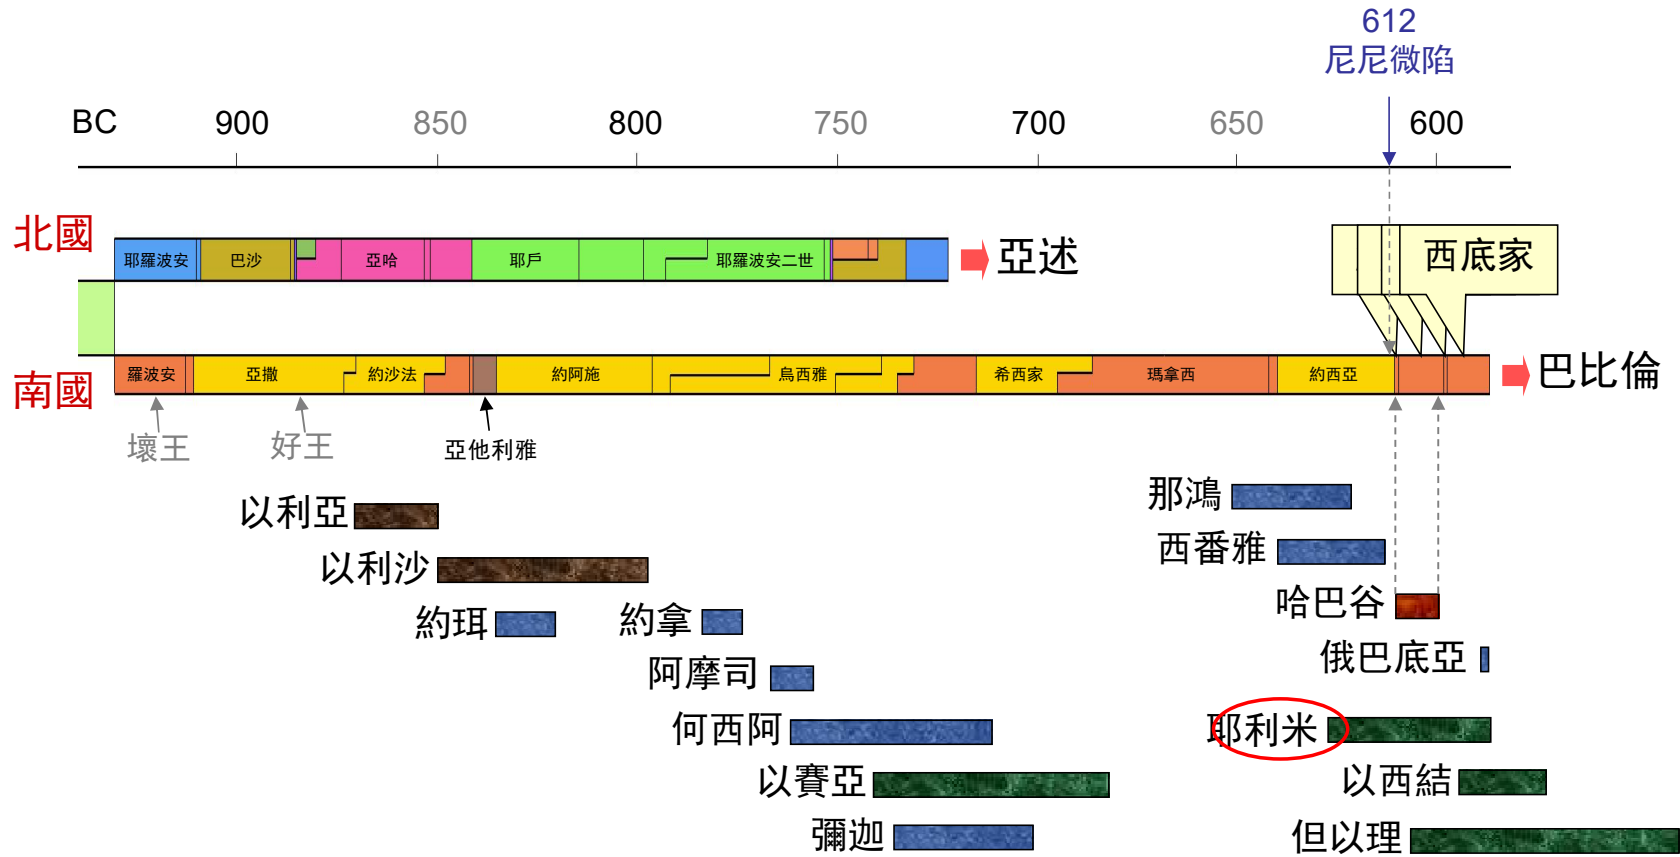 612
尼尼微陷
BC 900 850 800 750 700 650 600
北國
耶羅波安 巴沙 亞哈 耶戶 耶羅波安二世
亞述
西底家
南國
羅波安 亞撒 約沙法 約阿施 烏西雅 希西家 瑪拿西 約西亞
巴比倫
壞王 好王 亞他利雅
以利亞
那鴻
以利沙
西番雅
約珥
約拿
哈巴谷
阿摩司
俄巴底亞
何西阿
耶利米
以賽亞
以西結
彌迦
但以理